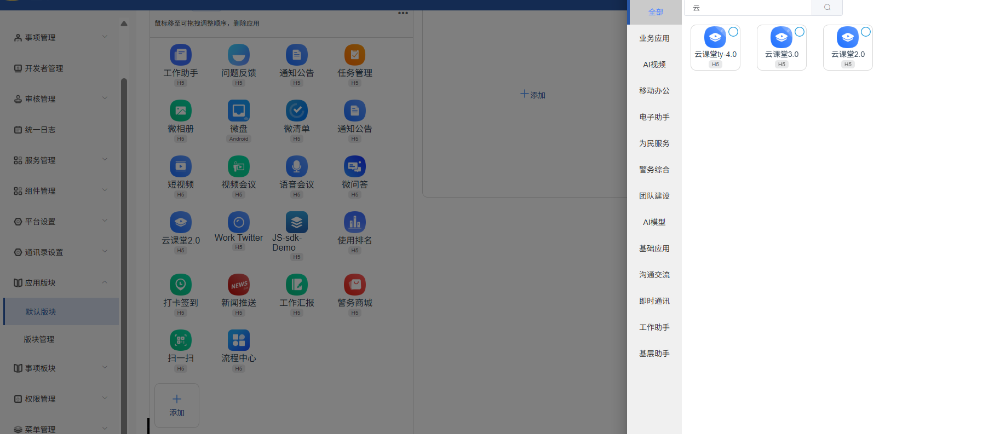 事项管理
开发者管理
审核管理
统一日志
服务管理
组件管理
平台设置
通讯录设置
应用版块
默认版块
版块管理
事项板块
权限管理
菜单管理
鼠标移至可拖拽调整顺序，删除应用
工作助手 问题反馈 通知公告 任务管理
H5 H5 H5 H5
微相册 微盘 微清单 通知公告
H5 Android H5 H5
短视频 视频会议 语音会议 微问答
H5 H5 H5 H5
云课堂2.0 Work Twitter JS-sdk-Demo 使用排名
H5 H5 H5 H5
打卡签到 新闻推送 工作汇报 警务商城
H5 H5 H5 H5
扫一扫 流程中心
H5 H5
添加
添加
全部
业务应用
AI视频
移动办公
电子助手
为民服务
警务综合
团队建设
AI模型
基础应用
沟通交流
即时通讯
工作助手
基层助手
云
云课堂ty-4.0 云课堂3.0 云课堂2.0
H5 H5 H5